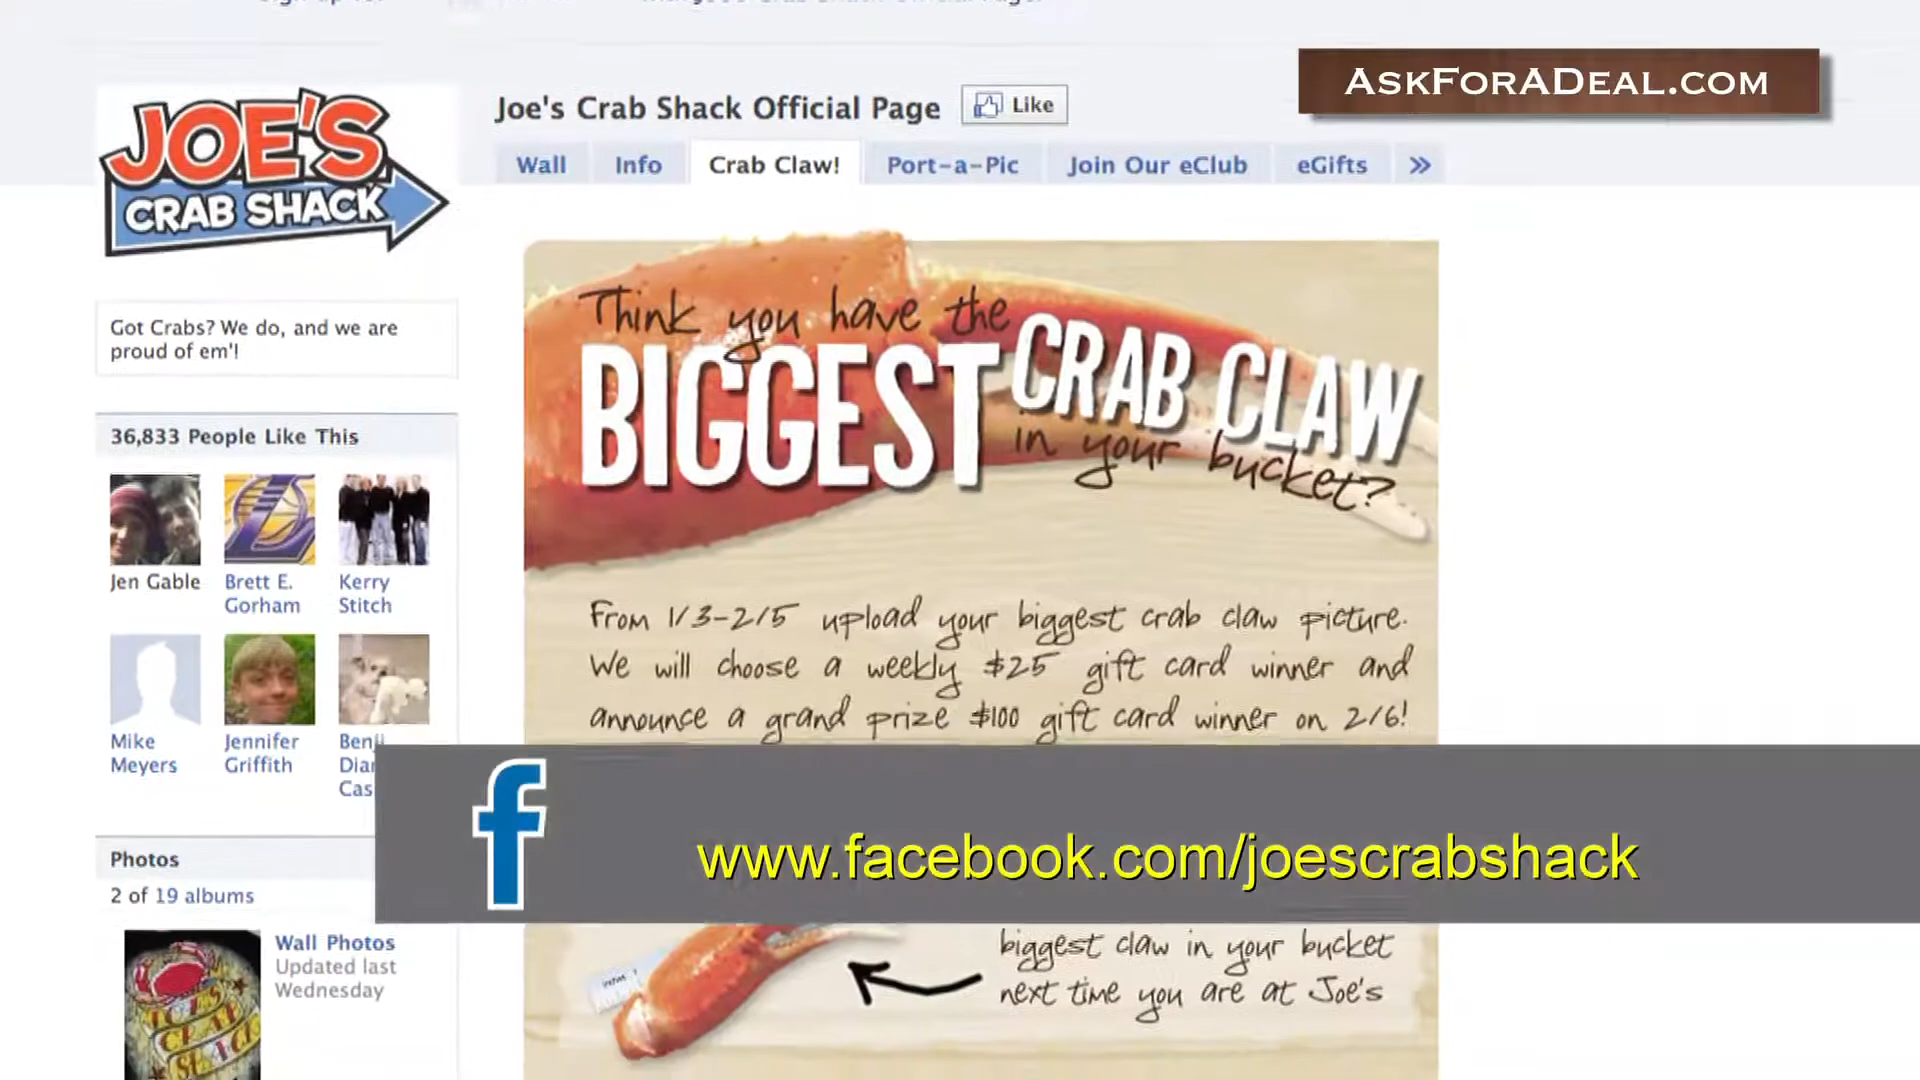 ASKFORADEAL.COM
JOE'S
CRAB SHACK
Joe's Crab Shack Official Page
Like
Wall
Info
Crab Claw!
Port-a-Pic
Join Our eClub
eGifts
»
Got Crabs? We do, and we are
proud of em'!
36,833 People Like This
Jen Gable
Brett E.
Gorham
Kerry
Stitch
Mike
Meyers
Jennifer
Griffith
Benji
Dia
Cas
Photos
2 of 19 albums
Wall Photos
Updated last
Wednesday
Think you have the
BIGGEST CRAB CLAW
in your bucket?
From 1/3-2/5 upload your biggest crab claw picture.
We will choose a weekly $25 gift card winner and
announce a grand prize $100 gift card winner on 2/6!
f
www.facebook.com/joescrabshack
biggest claw in your bucket
next time you are at Joe's